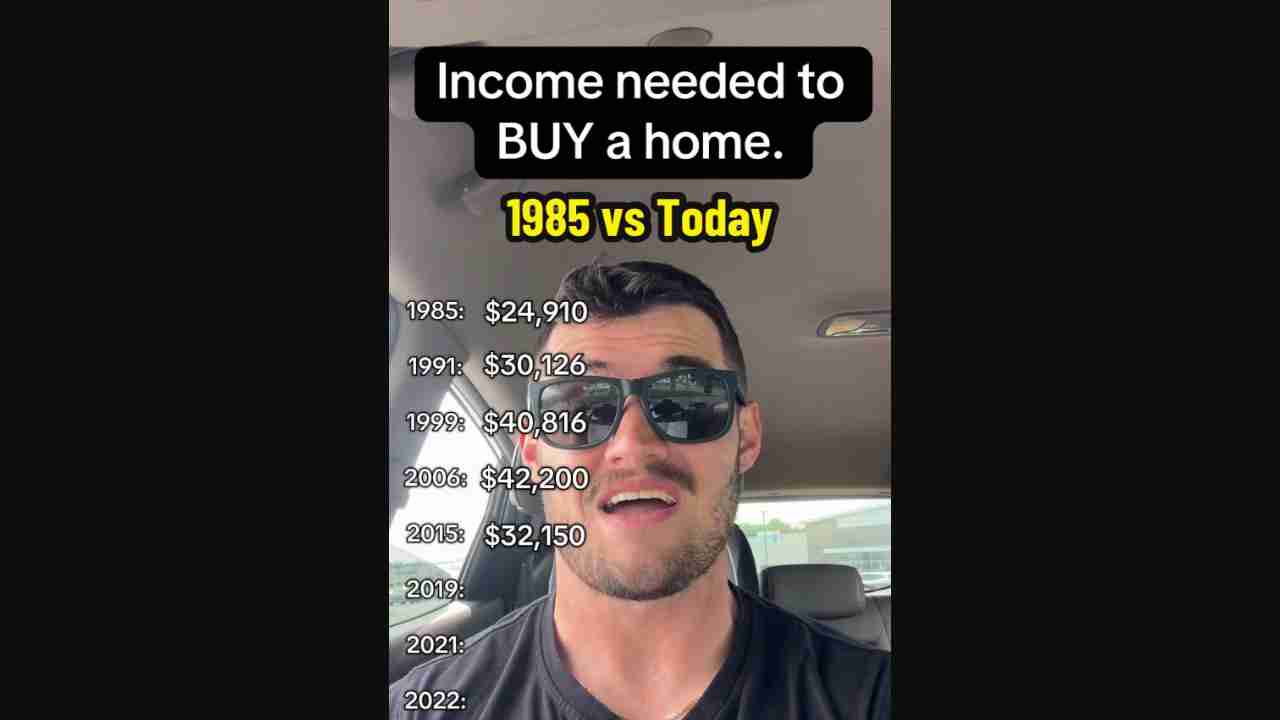 Income needed to
BUY a home.
1985 vs Today
1985: $24,910
1991: $30,126
1999: $40,816
2006: $42,200
2015: $32,150
2019:
2021:
2022: